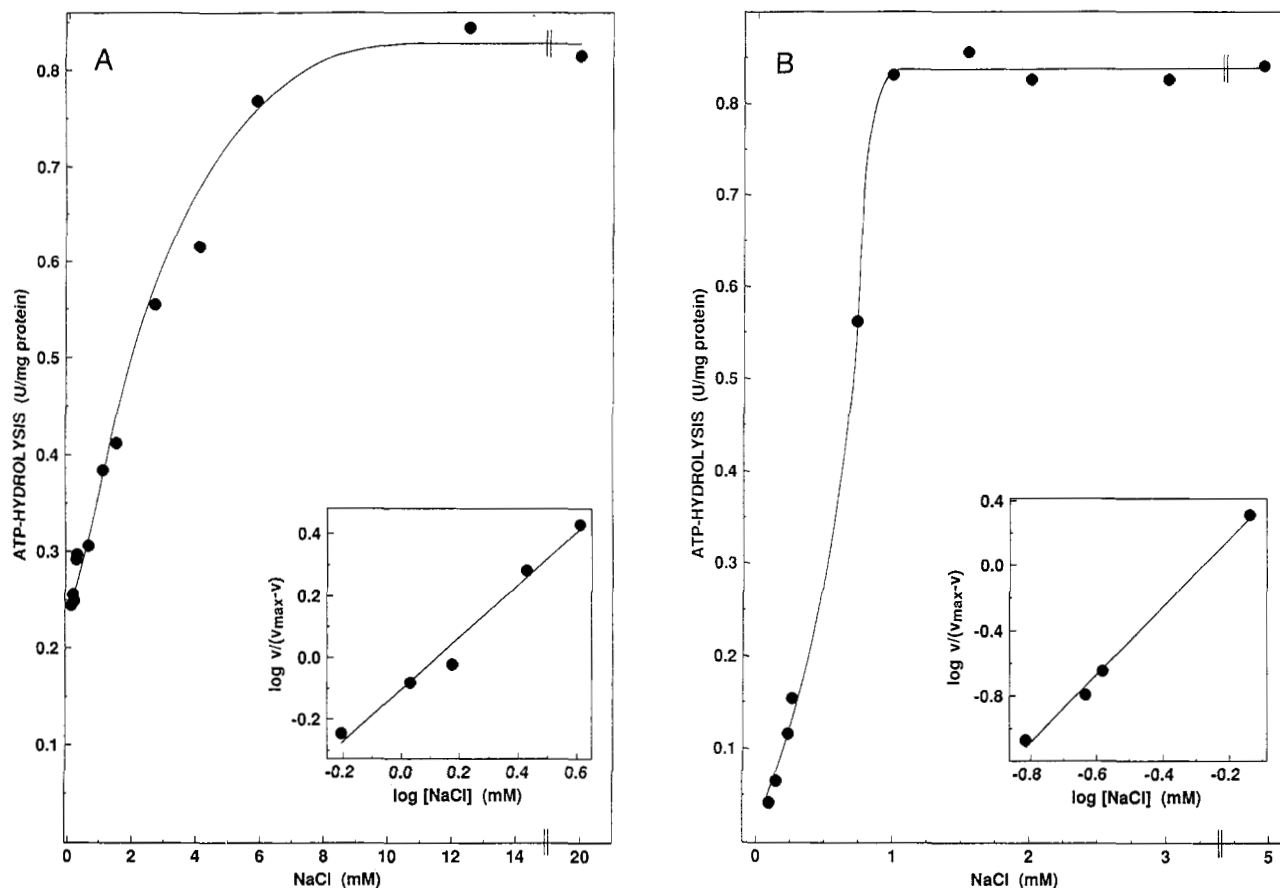 A
ATP-HYDROLYSIS (U/mg protein)
0.8
0.7
0.6
0.5
0.4
0.3
0.2
0.1
0 2 4 6 8 10 12 14 20
NaCl (mM)
log v/(vmax-v)
0.4
0.2
0.0
-0.2
-0.2 0.0 0.2 0.4 0.6
log [NaCl] (mM)
B
ATP-HYDROLYSIS (U/mg protein)
0.8
0.7
0.6
0.5
0.4
0.3
0.2
0.1
0 1 2 3 5
NaCl (mM)
log v/(vmax-v)
0.4
0.0
-0.4
-0.8
-0.8 -0.6 -0.4 -0.2
log [NaCl] (mM)